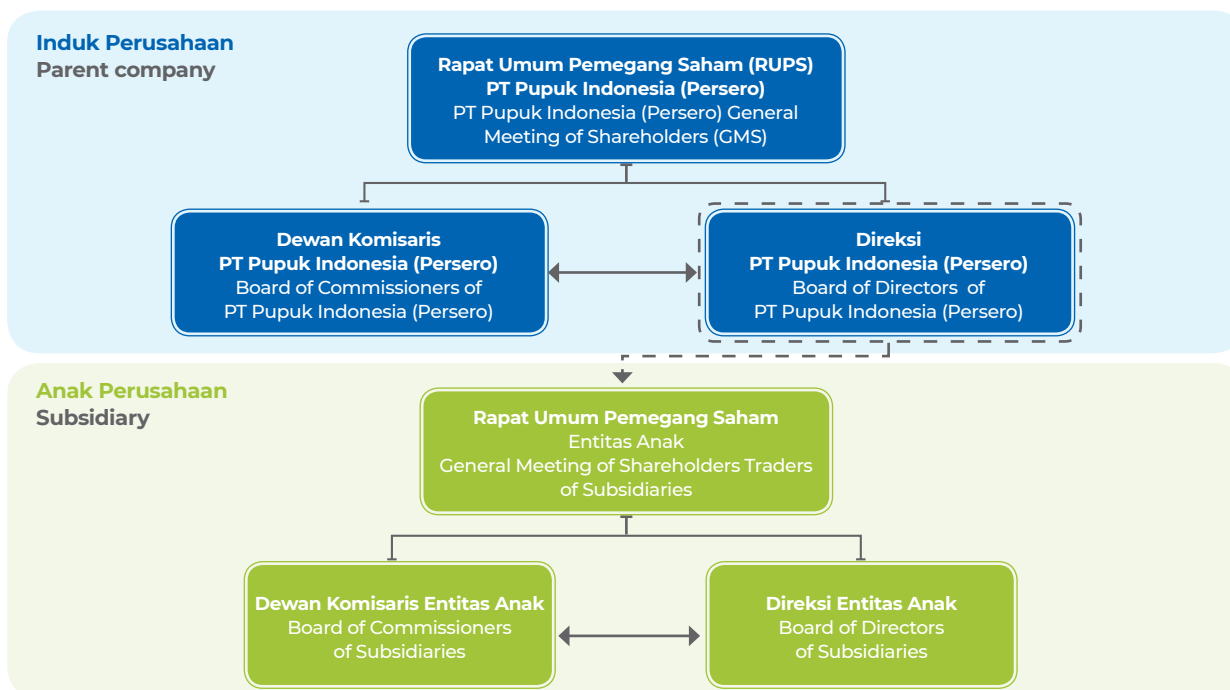 Induk Perusahaan
Parent company
Rapat Umum Pemegang Saham (RUPS)
PT Pupuk Indonesia (Persero)
PT Pupuk Indonesia (Persero) General
Meeting of Shareholders (GMS)
Dewan Komisaris
PT Pupuk Indonesia (Persero)
Board of Commissioners of
PT Pupuk Indonesia (Persero)
Direksi
PT Pupuk Indonesia (Persero)
Board of Directors of
PT Pupuk Indonesia (Persero)
Anak Perusahaan
Subsidiary
Rapat Umum Pemegang Saham
Entitas Anak
General Meeting of Shareholders Traders
of Subsidiaries
Dewan Komisaris Entitas Anak
Board of Commissioners
of Subsidiaries
Direksi Entitas Anak
Board of Directors
of Subsidiaries